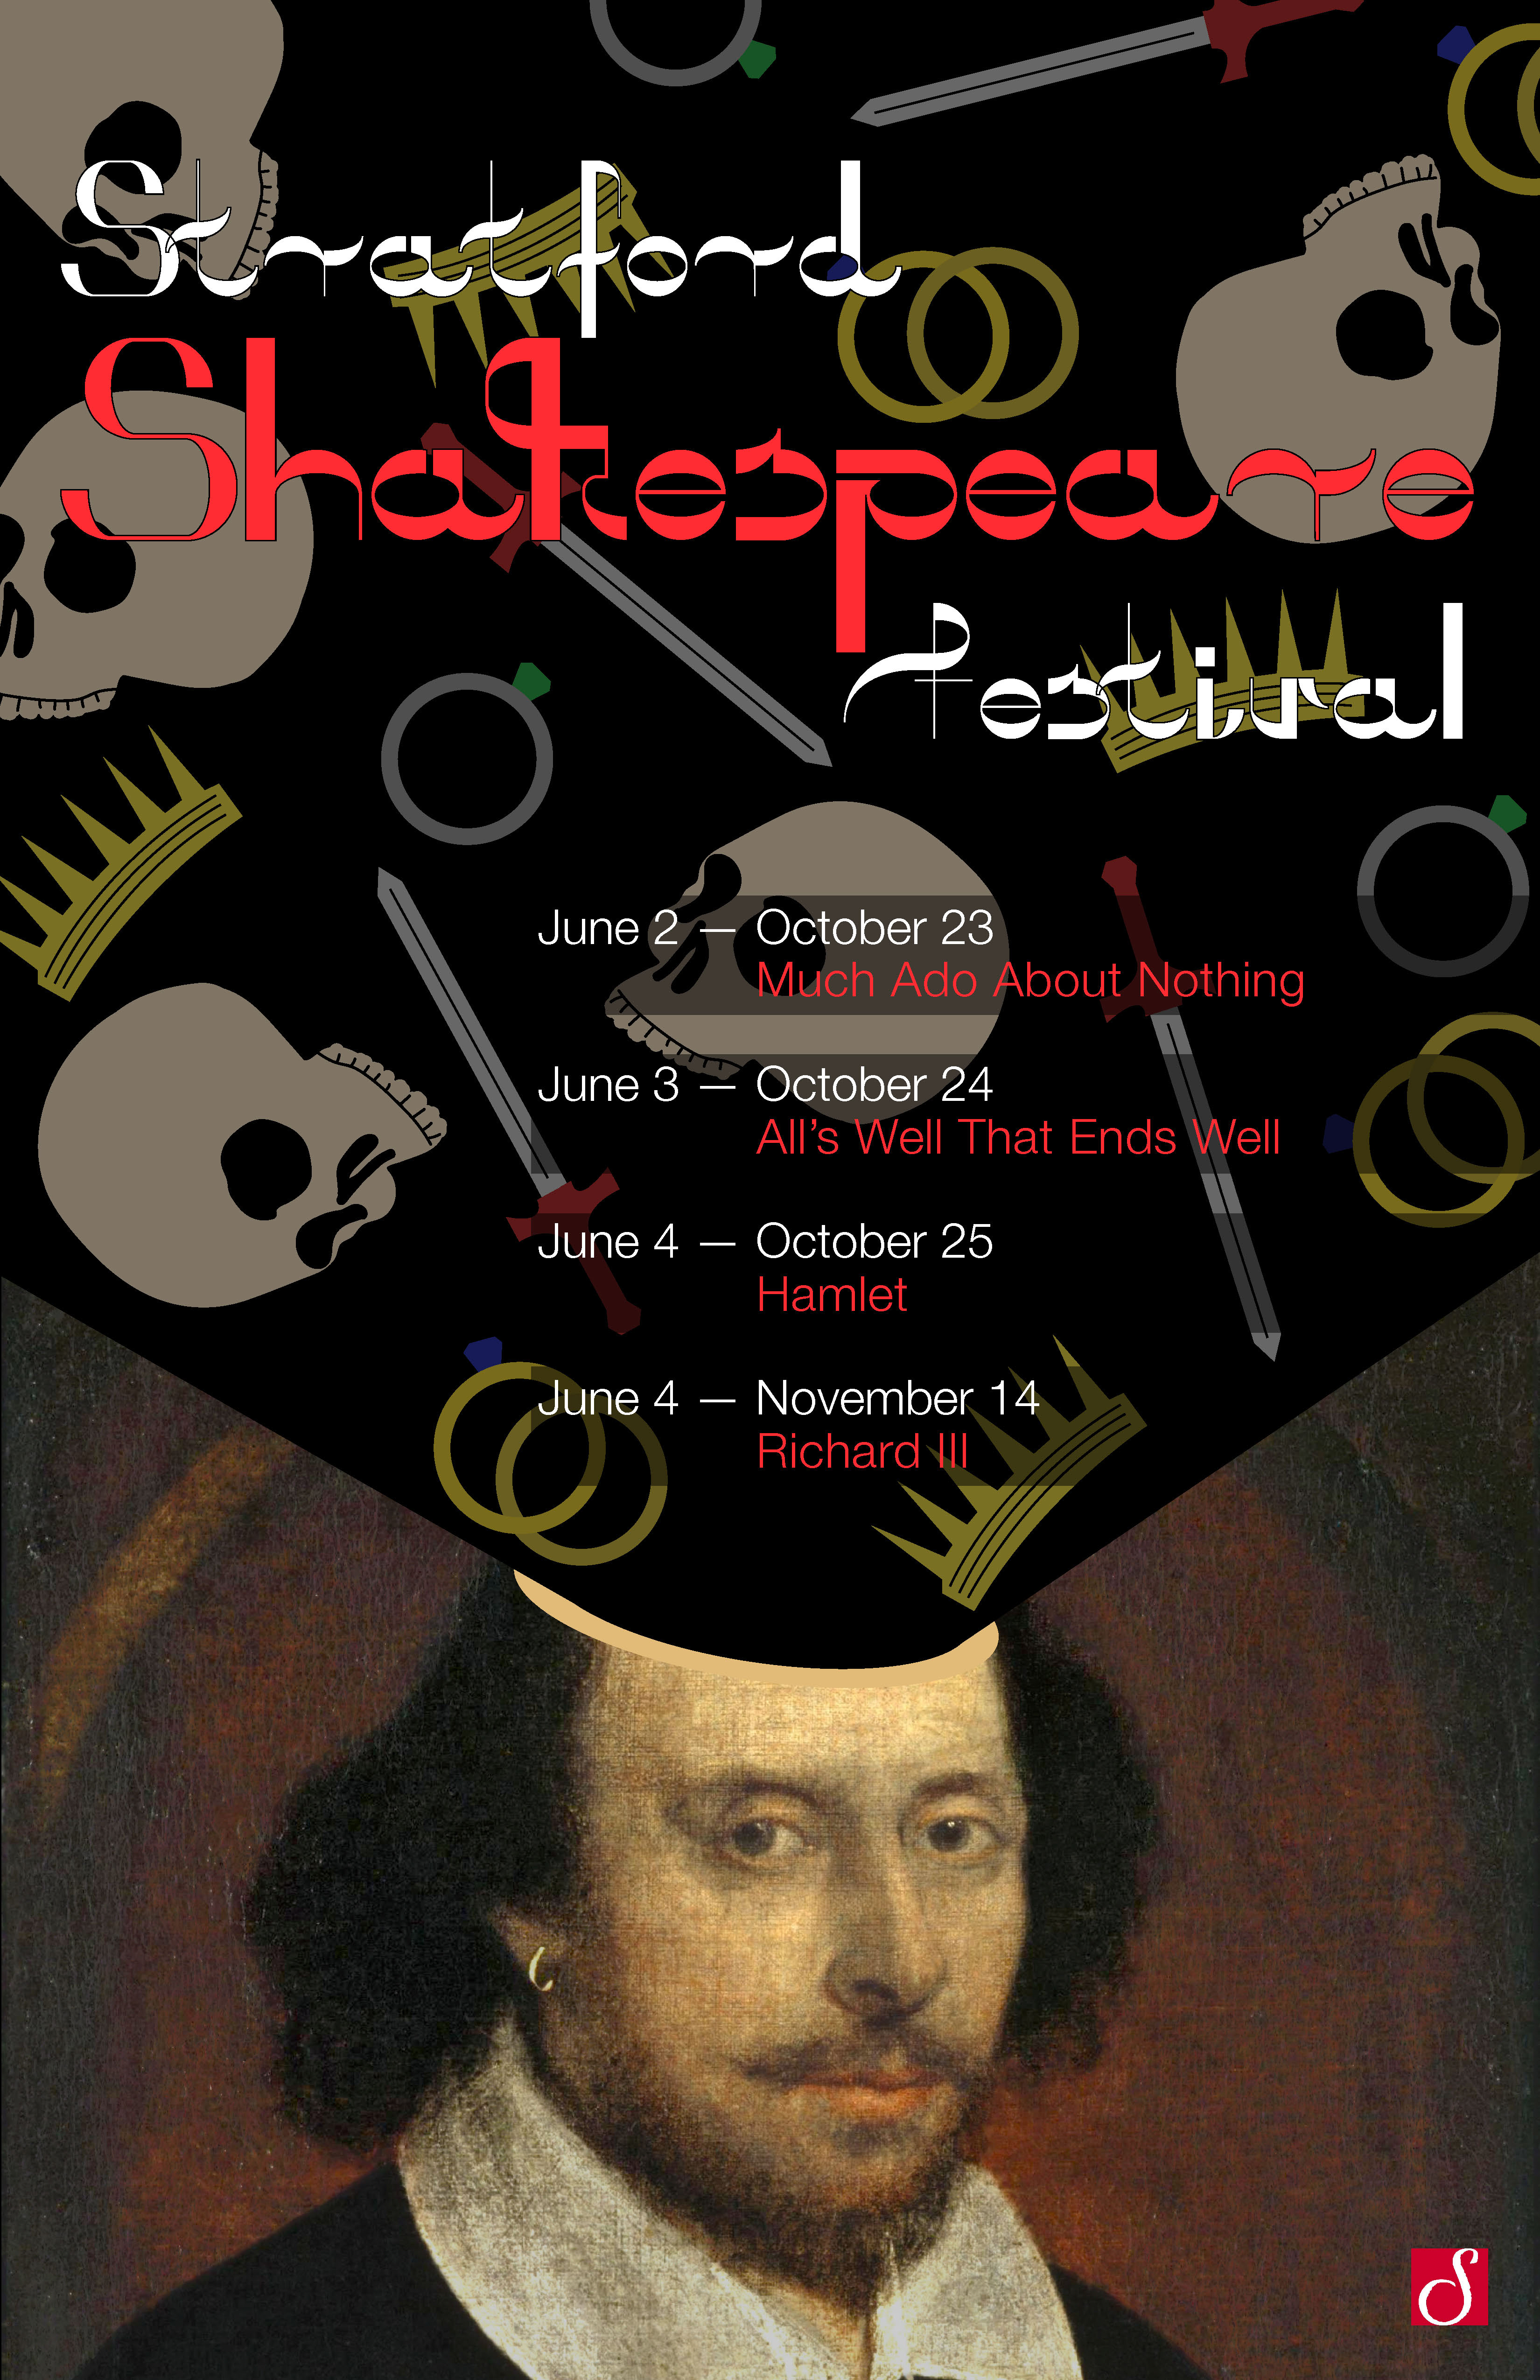 Stratford
Shakespeare
Festival
June 2 — October 23
Much Ado About Nothing
June 3 — October 24
All’s Well That Ends Well
June 4 — October 25
Hamlet
June 4 — November 14
Richard III
S